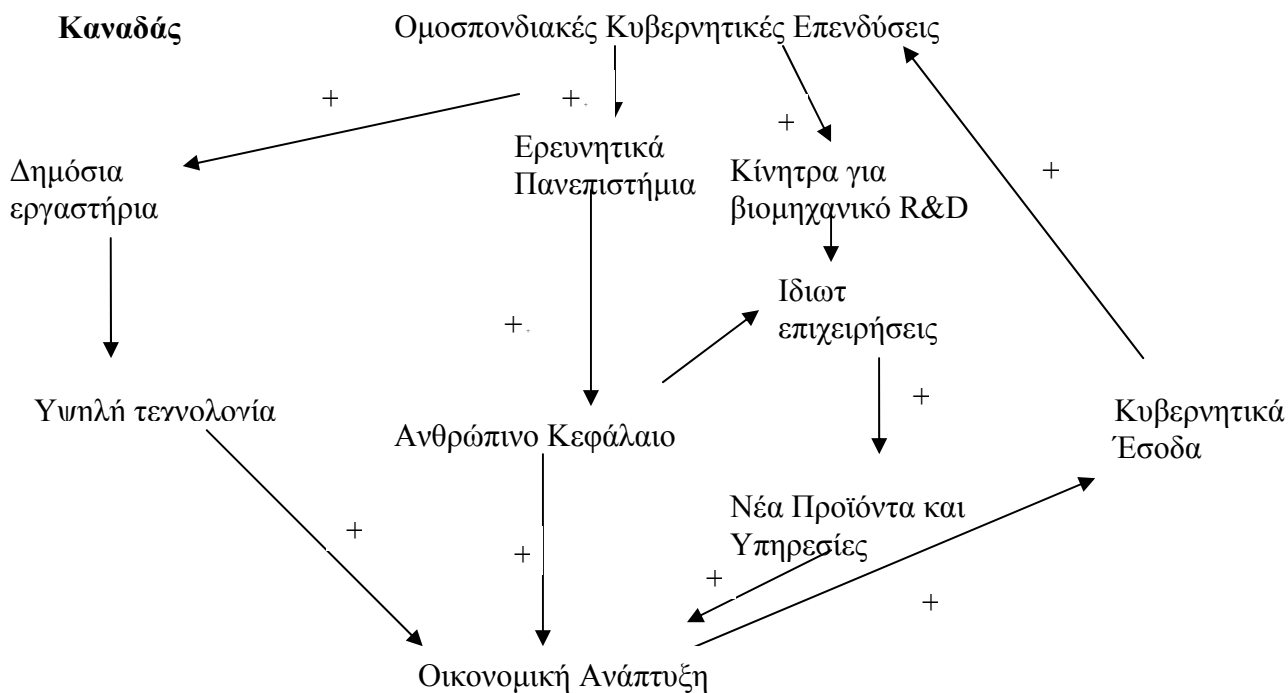 Καναδάς
Ομοσπονδιακές Κυβερνητικές Επενδύσεις
+
+
+
+
Ερευνητικά
Πανεπιστήμια
Δημόσια
εργαστήρια
Κίνητρα για
βιομηχανικό R&D
Ιδιωτ
επιχειρήσεις
+
+
Υψηλή τεχνολογία
Ανθρώπινο Κεφάλαιο
Κυβερνητικά
Έσοδα
Νέα Προϊόντα και
Υπηρεσίες
+
+
+
+
Οικονομική Ανάπτυξη